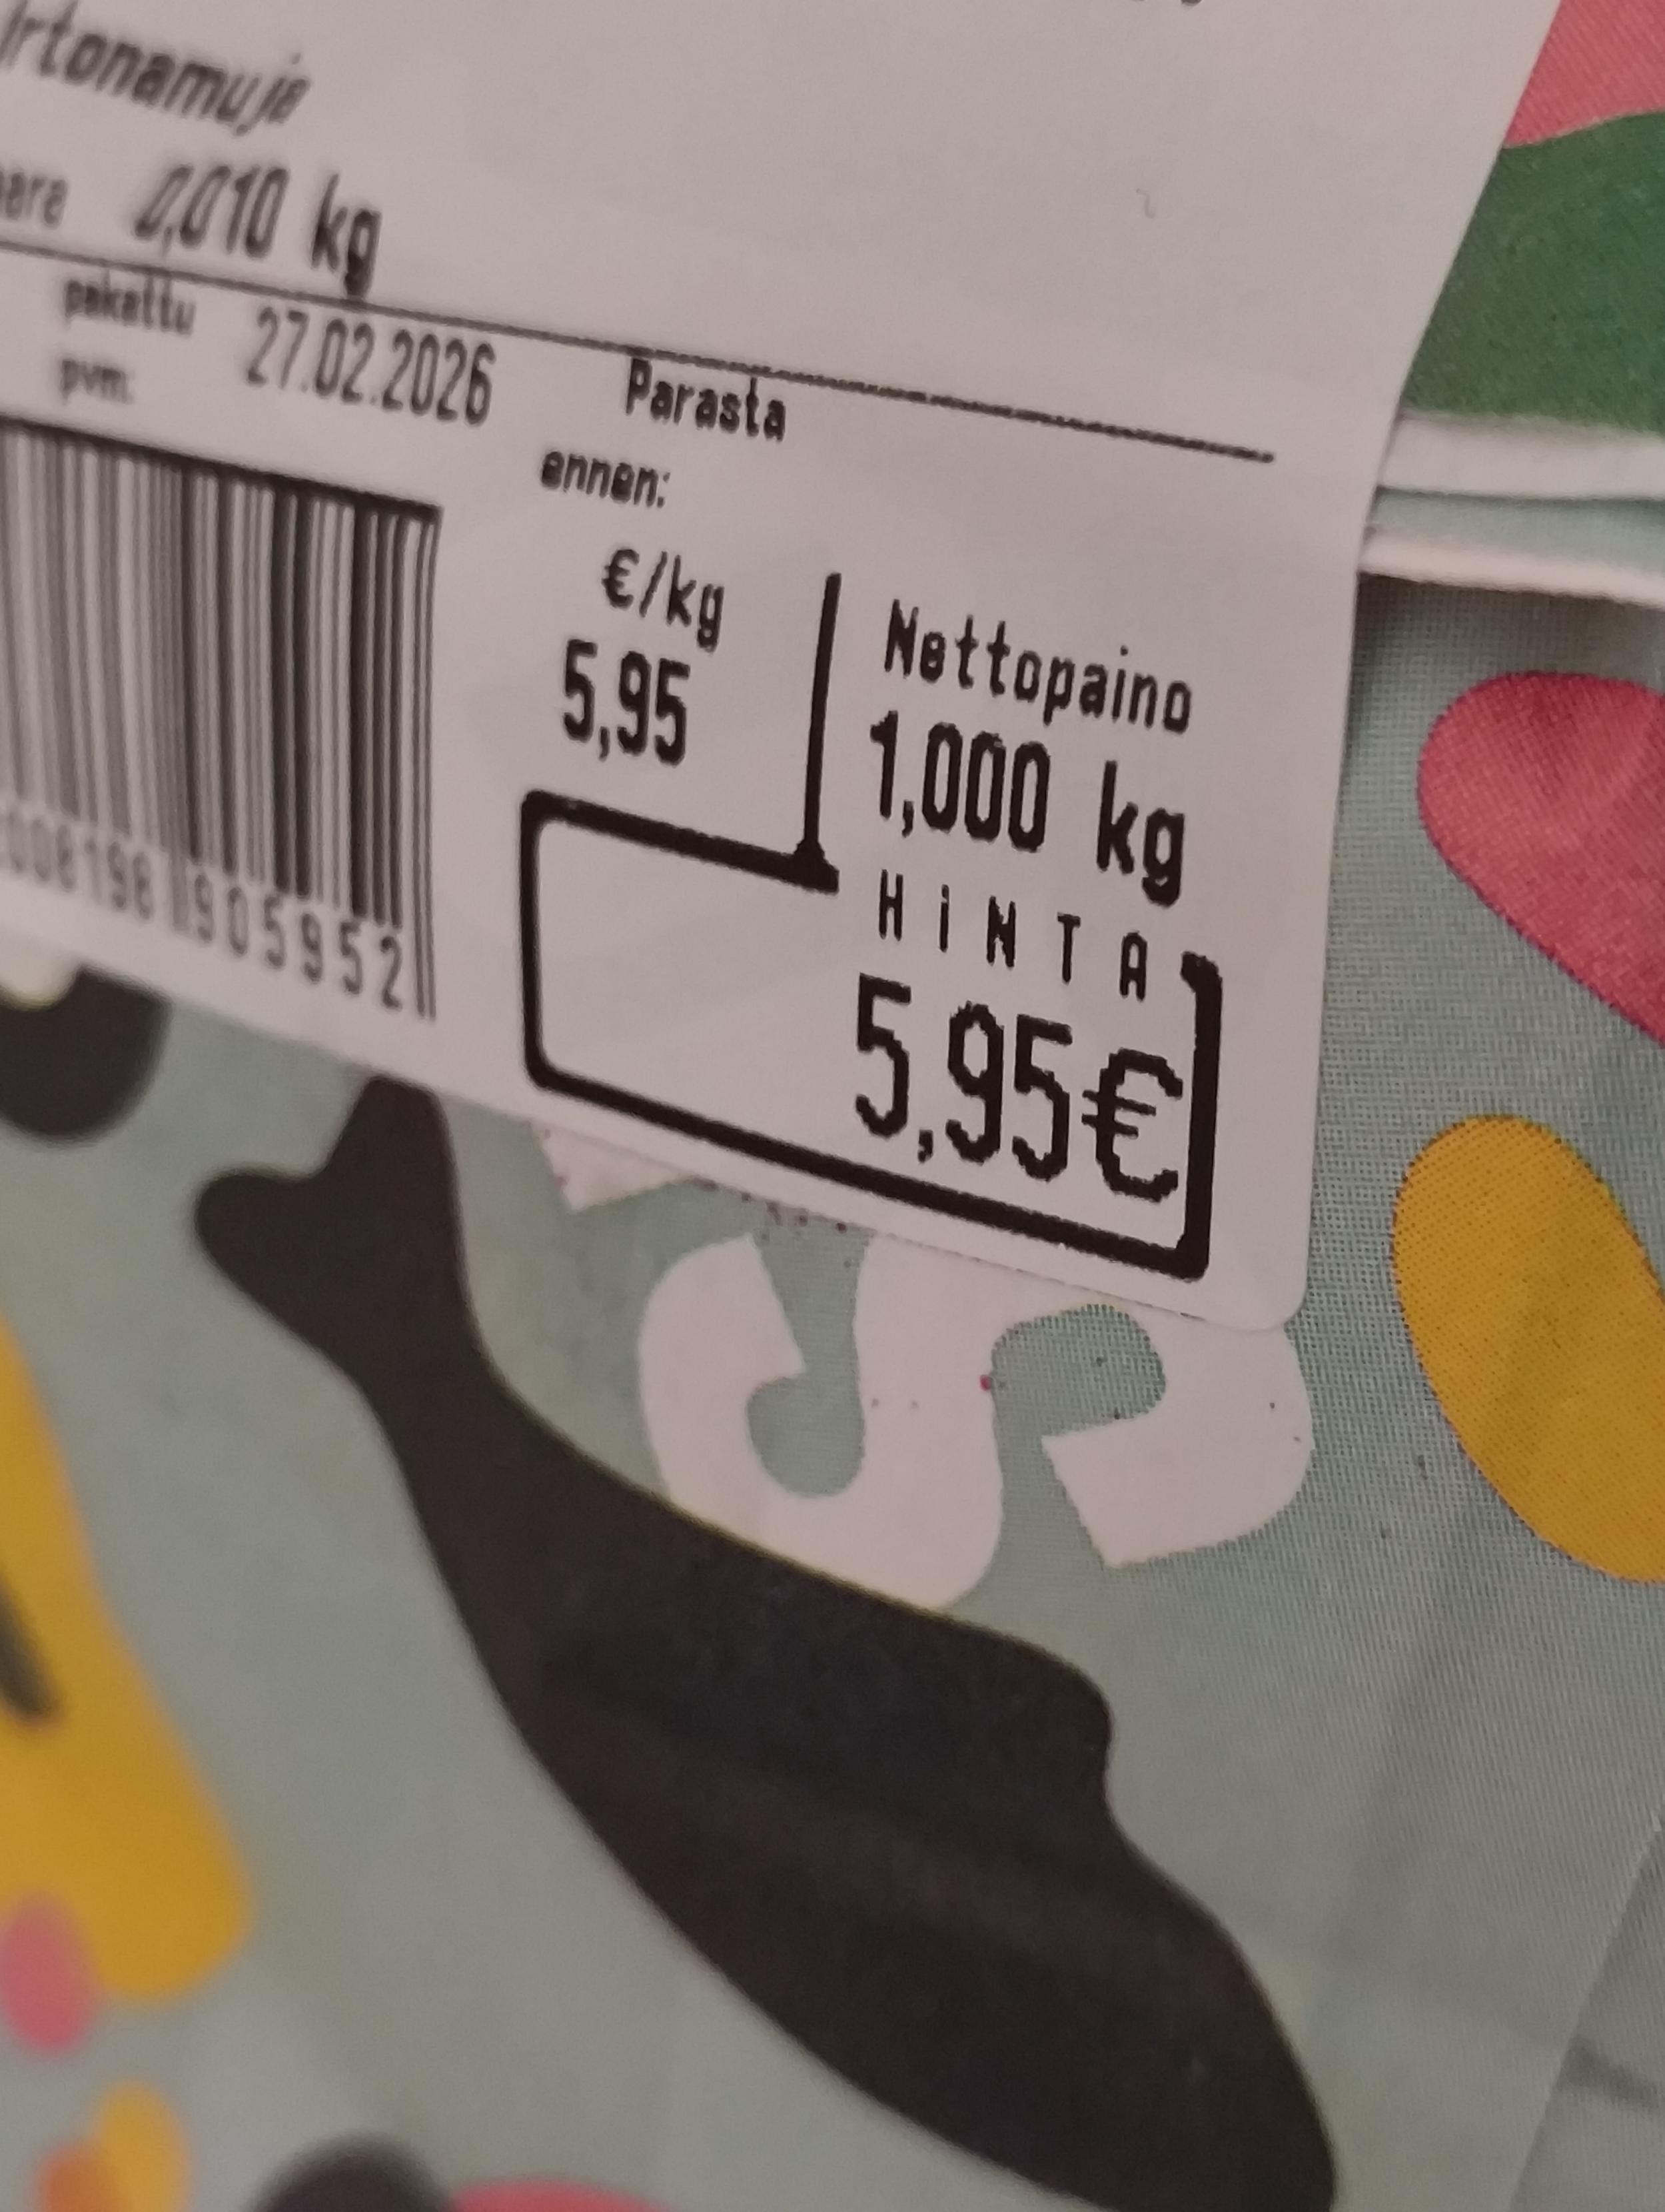 Irtonamuja
0,010 kg
pakattu 27.02.2026 Parasta
pvm: ennen:
€/kg Nettopaino
5,95 1,000 kg
HiNTA
5,95€
905952